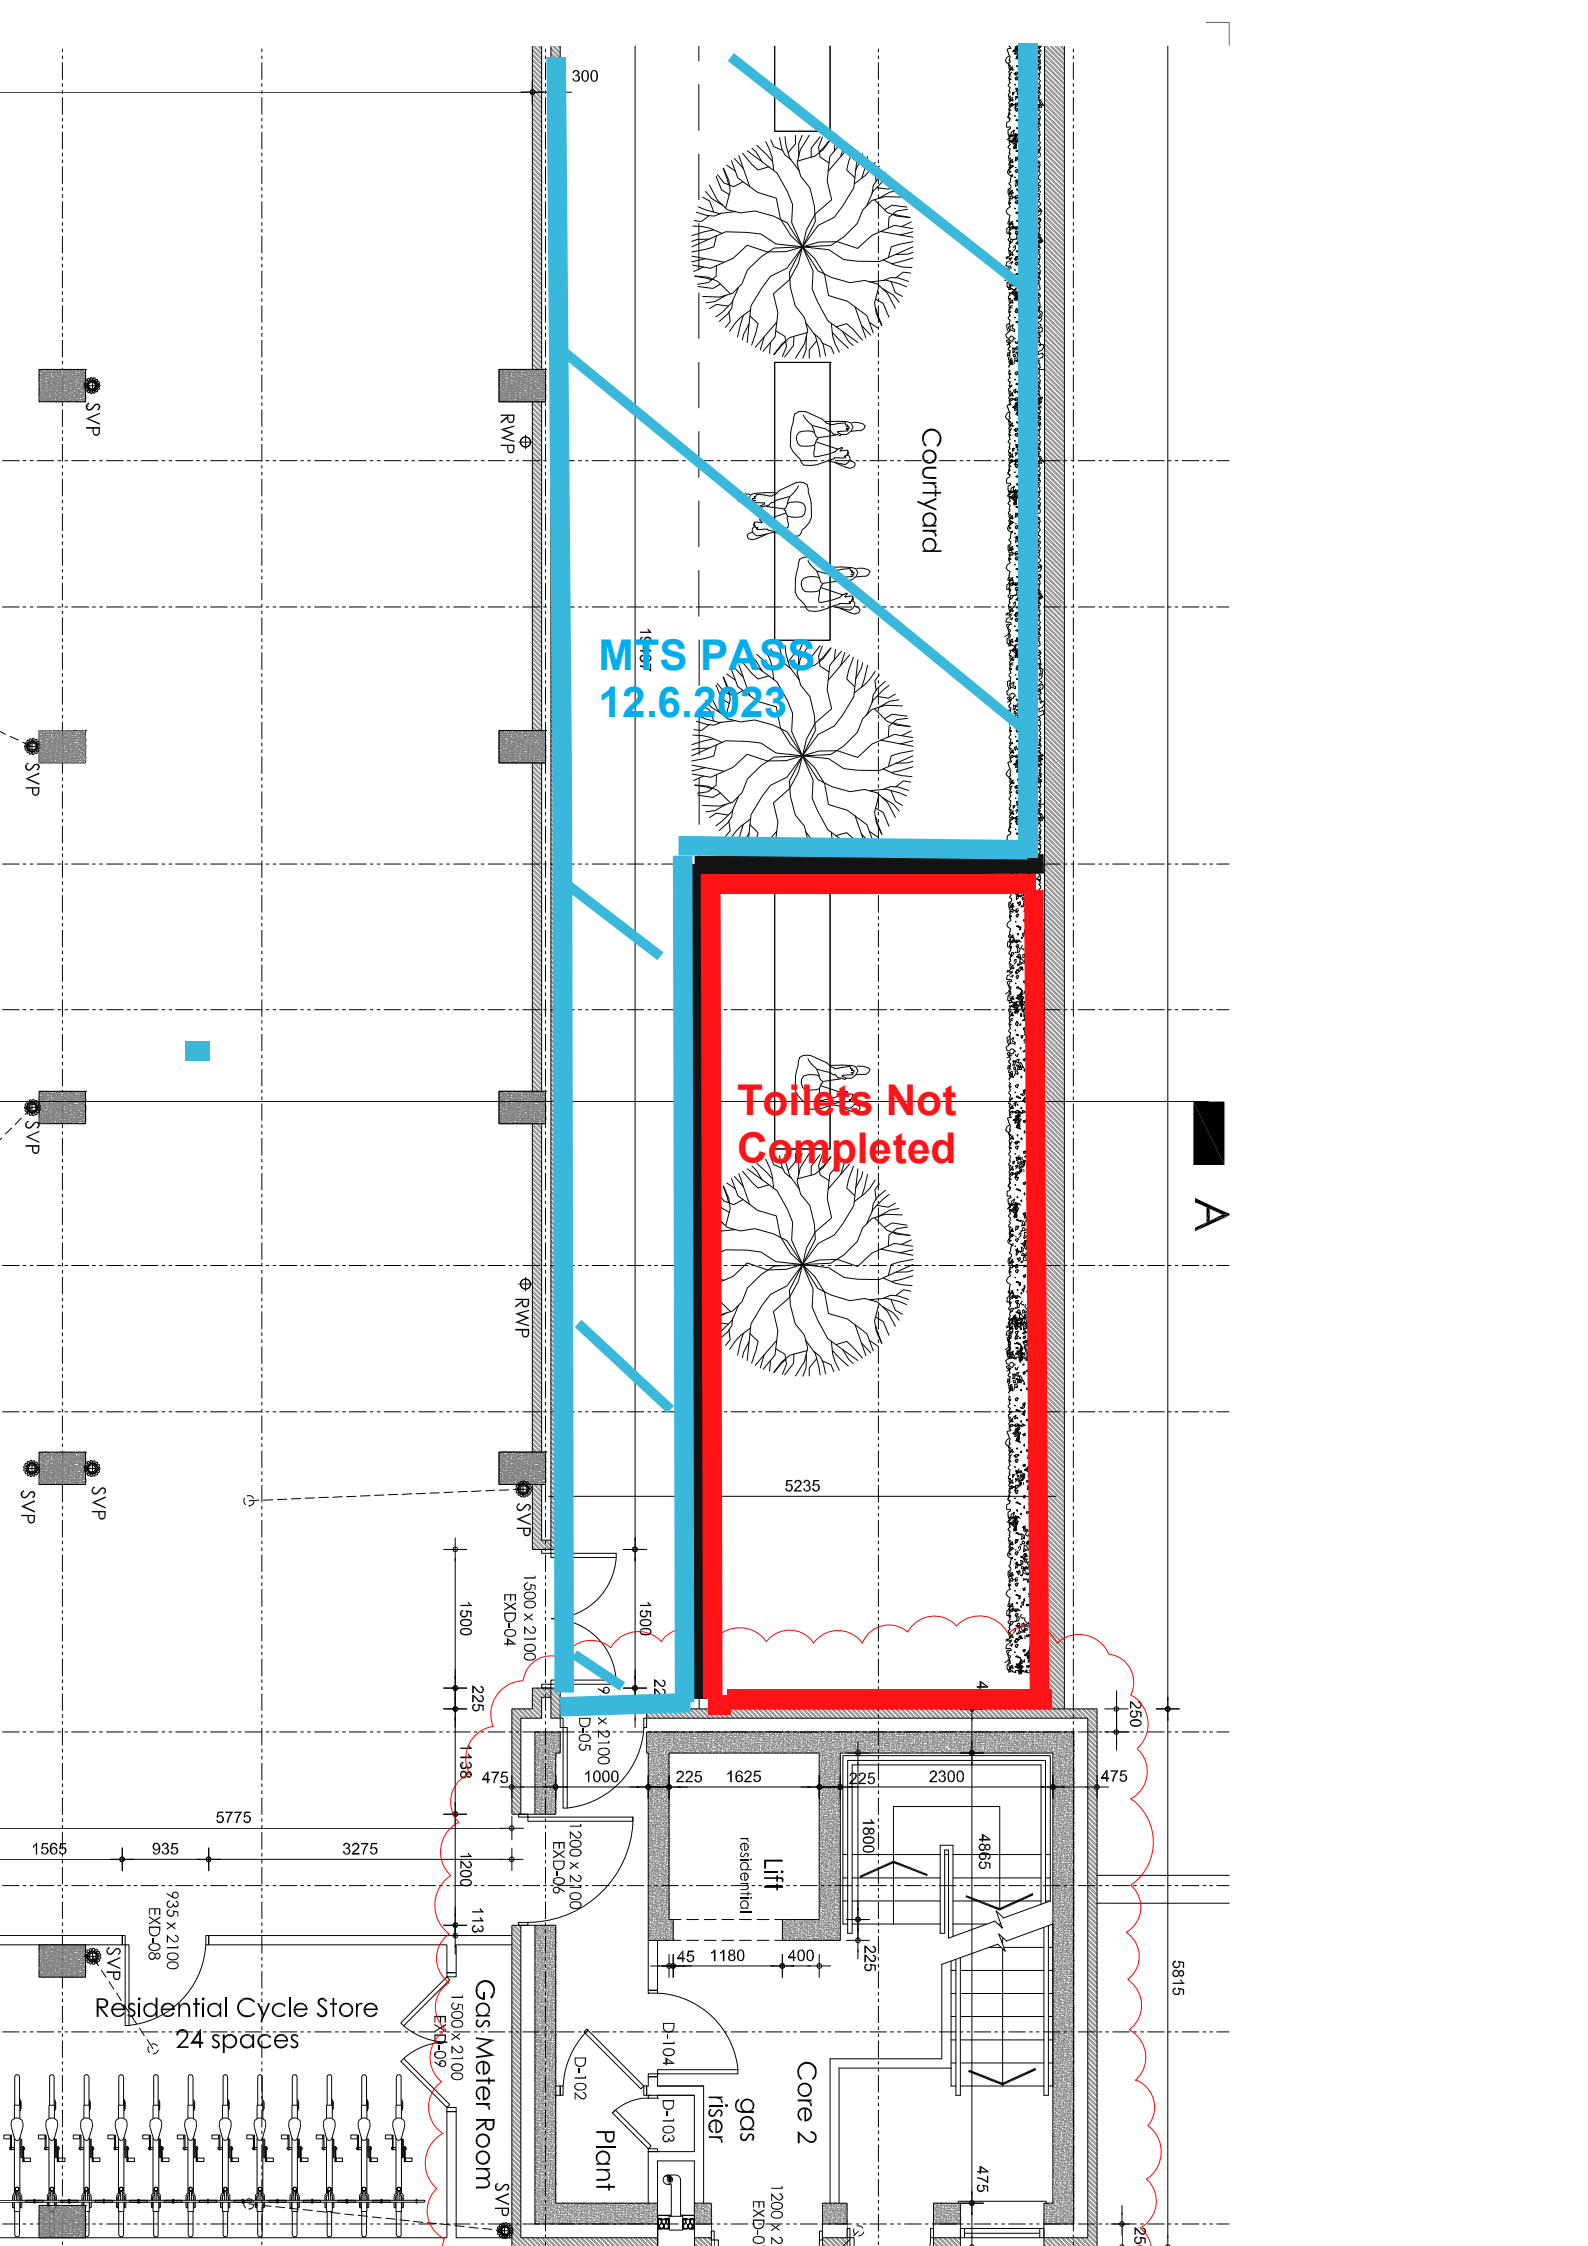 300
SVP
RWP
Courtyard
MTS PASS
12.6.2023
SVP
Toilets Not
Completed
SVP
A
RWP
5235
SVP
SVP
SVP
1500 x 2100
EXD-04
1500
1500
225
250
1138
475
1000
225
1625
225
2300
475
5775
1565
935
3275
1200
113
1200 x 2100
EXD-06
Lift
residential
1800
4865
935 x 2100
EXD-08
SVP
45
1180
400
225
5815
Residential Cycle Store
24 spaces
Gas Meter Room
1500 x 2100
EXD-09
D-104
D-102
D-103
gas
riser
Core 2
Plant
SVP
475